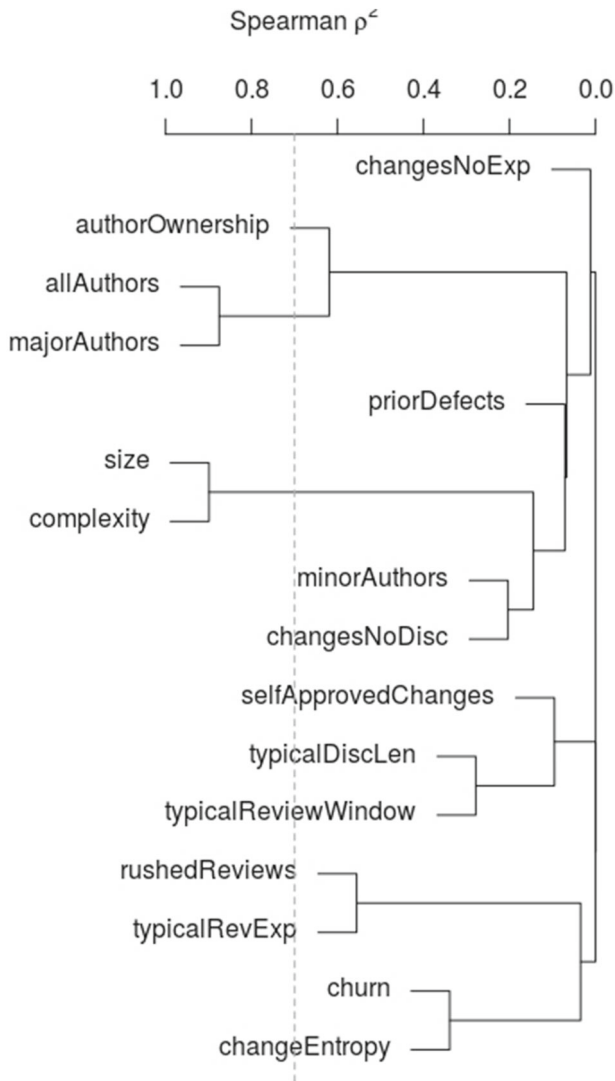 Spearman ρ²
1.0 0.8 0.6 0.4 0.2 0.0
changesNoExp
authorOwnership
allAuthors
majorAuthors
priorDefects
size
complexity
minorAuthors
changesNoDisc
selfApprovedChanges
typicalDiscLen
typicalReviewWindow
rushedReviews
typicalRevExp
churn
changeEntropy